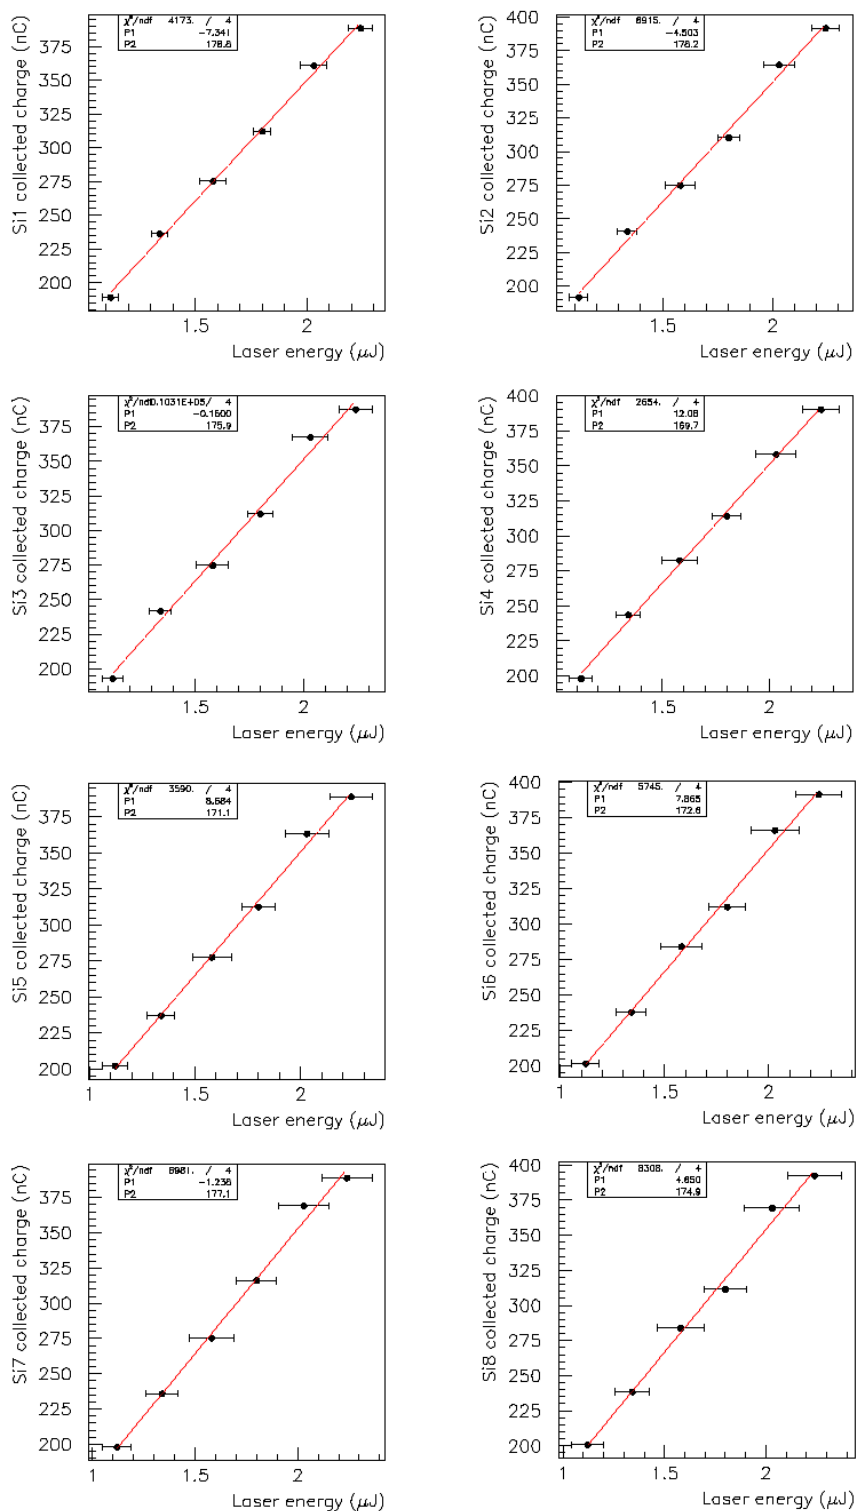 χ²/ndf 4173. / 4
P1 -7.341
P2 178.8
Si1 collected charge (nC)
375
350
325
300
275
250
225
200
1.5 2
Laser energy (μJ)
χ²/ndf 6915. / 4
P1 -4.503
P2 178.2
Si2 collected charge (nC)
400
375
350
325
300
275
250
225
200
1.5 2
Laser energy (μJ)
χ²/ndf 0.1031E+05/ 4
P1 -0.1600
P2 175.9
Si3 collected charge (nC)
375
350
325
300
275
250
225
200
1.5 2
Laser energy (μJ)
χ²/ndf 2654. / 4
P1 12.08
P2 169.7
Si4 collected charge (nC)
400
375
350
325
300
275
250
225
200
1.5 2
Laser energy (μJ)
χ²/ndf 3590. / 4
P1 8.684
P2 171.1
Si5 collected charge (nC)
375
350
325
300
275
250
225
200
1 1.5 2
Laser energy (μJ)
χ²/ndf 5745. / 4
P1 7.865
P2 172.6
Si6 collected charge (nC)
400
375
350
325
300
275
250
225
200
1 1.5 2
Laser energy (μJ)
χ²/ndf / 4
P1 -1.238
P2 177.1
Si7 collected charge (nC)
375
350
325
300
275
250
225
200
1 1.5 2
Laser energy (μJ)
χ²/ndf 8308. / 4
P1 4.650
P2 174.9
Si8 collected charge (nC)
400
375
350
325
300
275
250
225
200
1 1.5 2
Laser energy (μJ)